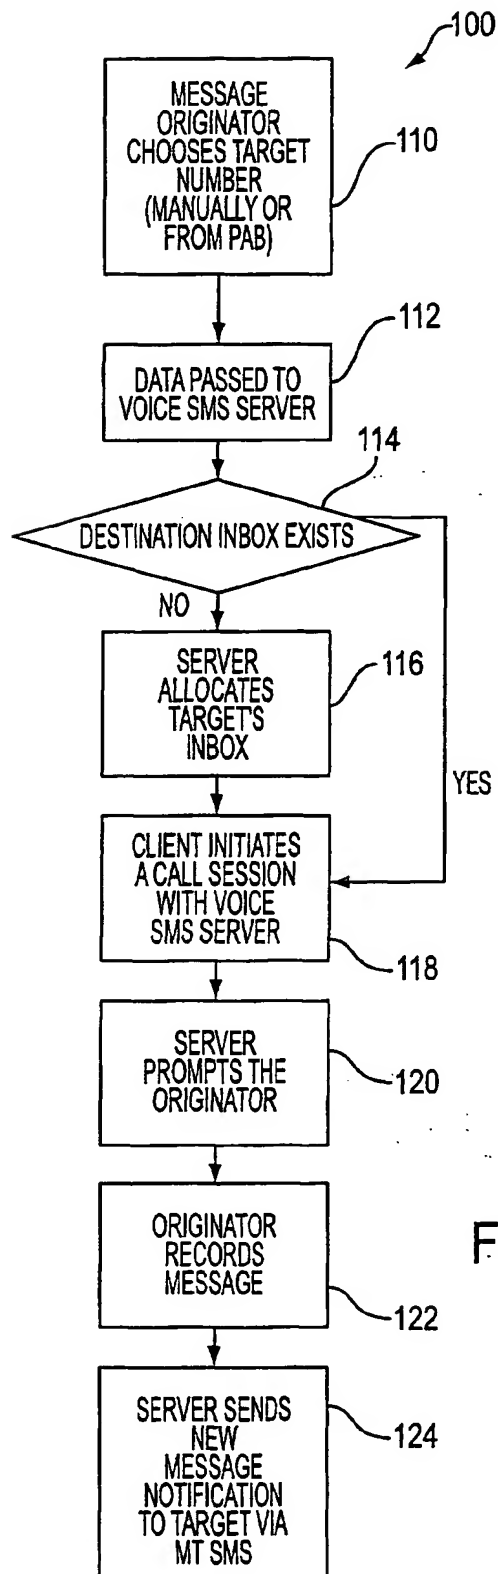 100
MESSAGE
ORIGINATOR
CHOOSES TARGET
NUMBER
(MANUALLY OR
FROM PAB)
110
112
DATA PASSED TO
VOICE SMS SERVER
114
DESTINATION INBOX EXISTS
NO
SERVER
ALLOCATES
TARGET'S
INBOX
116
YES
CLIENT INITIATES
A CALL SESSION
WITH VOICE
SMS SERVER
118
SERVER
PROMPTS THE
ORIGINATOR
120
ORIGINATOR
RECORDS
MESSAGE
F
122
SERVER SENDS
NEW
MESSAGE
NOTIFICATION
TO TARGET VIA
MT SMS
124